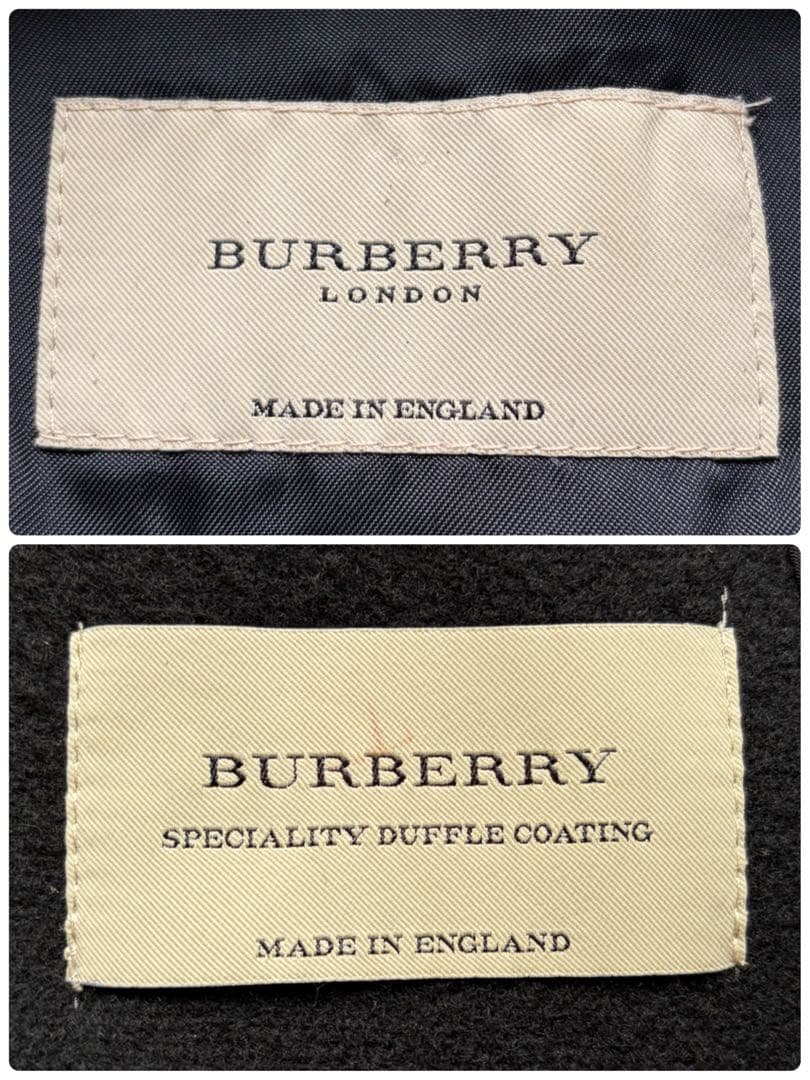 BURBERRY
LONDON
MADE IN ENGLAND
BURBERRY
SPECIALITY DUFFLE COATING
MADE IN ENGLAND